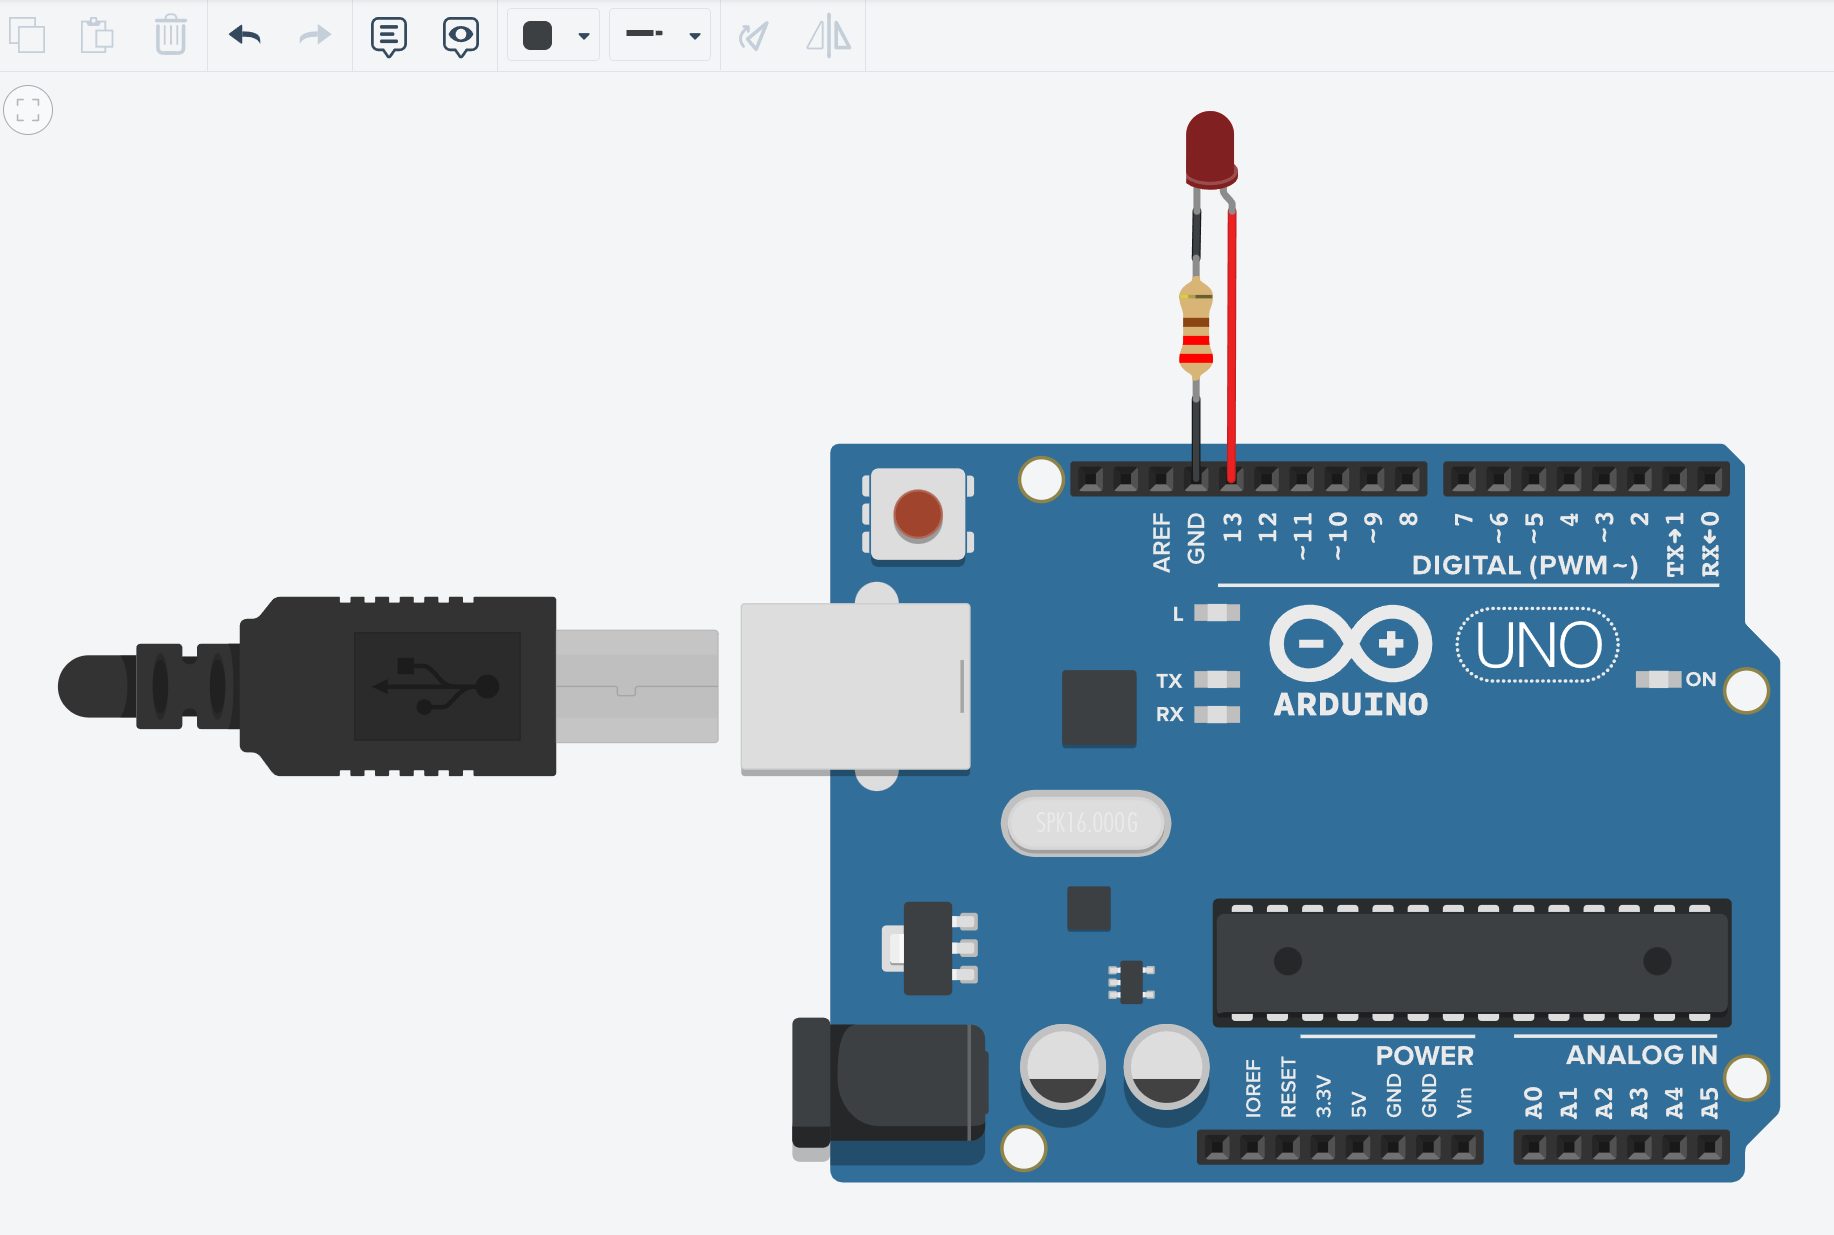 AREF
GND
13
12
~11
~10
~9
8
7
~6
~5
4
~3
2
TX→1
RX←0
DIGITAL (PWM~)
L
TX
RX
ARDUINO
UNO
ON
SPK16.000G
POWER
ANALOG IN
IOREF
RESET
3.3V
5V
GND
GND
Vin
A0
A1
A2
A3
A4
A5